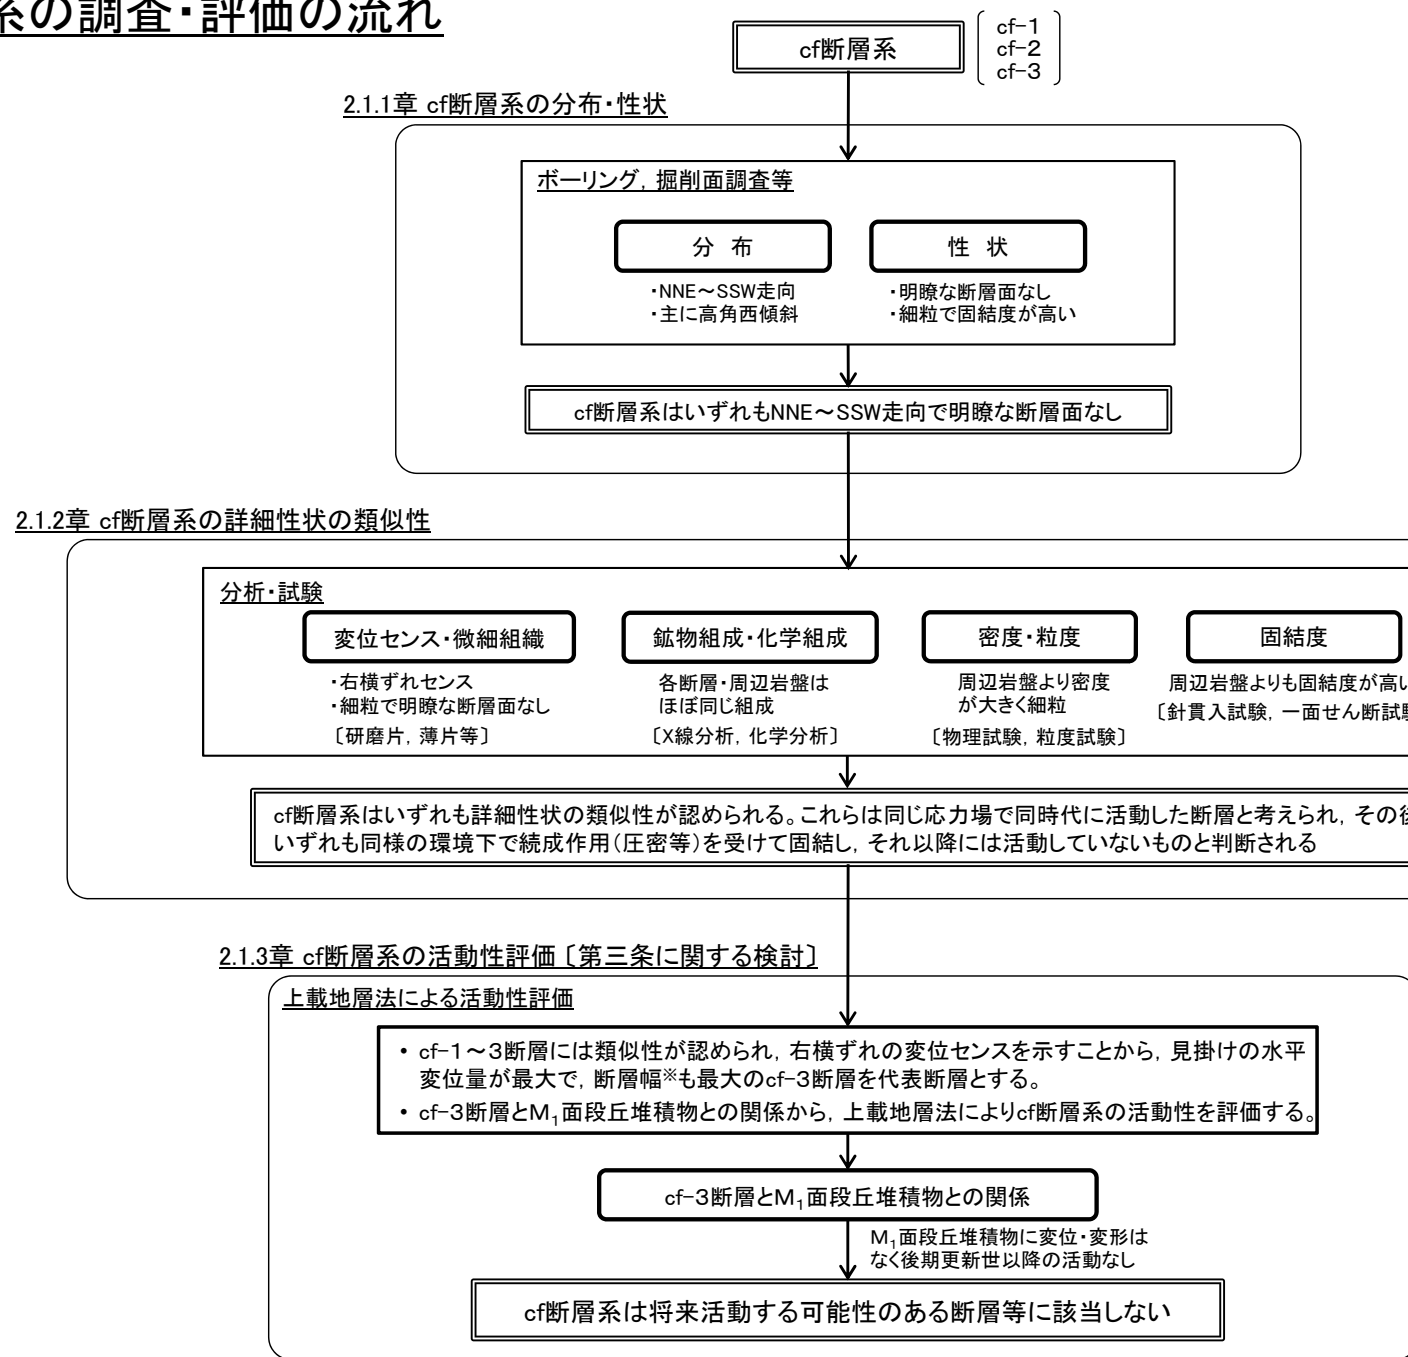 系の調査・評価の流れ
cf断層系
cf-1
cf-2
cf-3
2.1.1章 cf断層系の分布・性状
ボーリング, 掘削面調査等
分 布
・NNE～SSW走向
・主に高角西傾斜
性 状
・明瞭な断層面なし
・細粒で固結度が高い
cf断層系はいずれもNNE～SSW走向で明瞭な断層面なし
2.1.2章 cf断層系の詳細性状の類似性
分析・試験
変位センス・微細組織
・右横ずれセンス
・細粒で明瞭な断層面なし
〔研磨片, 薄片等〕
鉱物組成・化学組成
各断層・周辺岩盤は
ほぼ同じ組成
〔X線分析, 化学分析〕
密度・粒度
周辺岩盤より密度
が大きく細粒
〔物理試験, 粒度試験〕
固結度
周辺岩盤よりも固結度が高い
〔針貫入試験, 一面せん断試験
cf断層系はいずれも詳細性状の類似性が認められる。これらは同じ応力場で同時代に活動した断層と考えられ, その後
いずれも同様の環境下で続成作用(圧密等)を受けて固結し, それ以降には活動していないものと判断される
2.1.3章 cf断層系の活動性評価〔第三条に関する検討〕
上載地層法による活動性評価
• cf-1～3断層には類似性が認められ, 右横ずれの変位センスを示すことから, 見掛けの水平
変位量が最大で, 断層幅※も最大のcf-3断層を代表断層とする。
• cf-3断層とM1面段丘堆積物との関係から, 上載地層法によりcf断層系の活動性を評価する。
cf-3断層とM1面段丘堆積物との関係
M1面段丘堆積物に変位・変形は
なく後期更新世以降の活動なし
cf断層系は将来活動する可能性のある断層等に該当しない